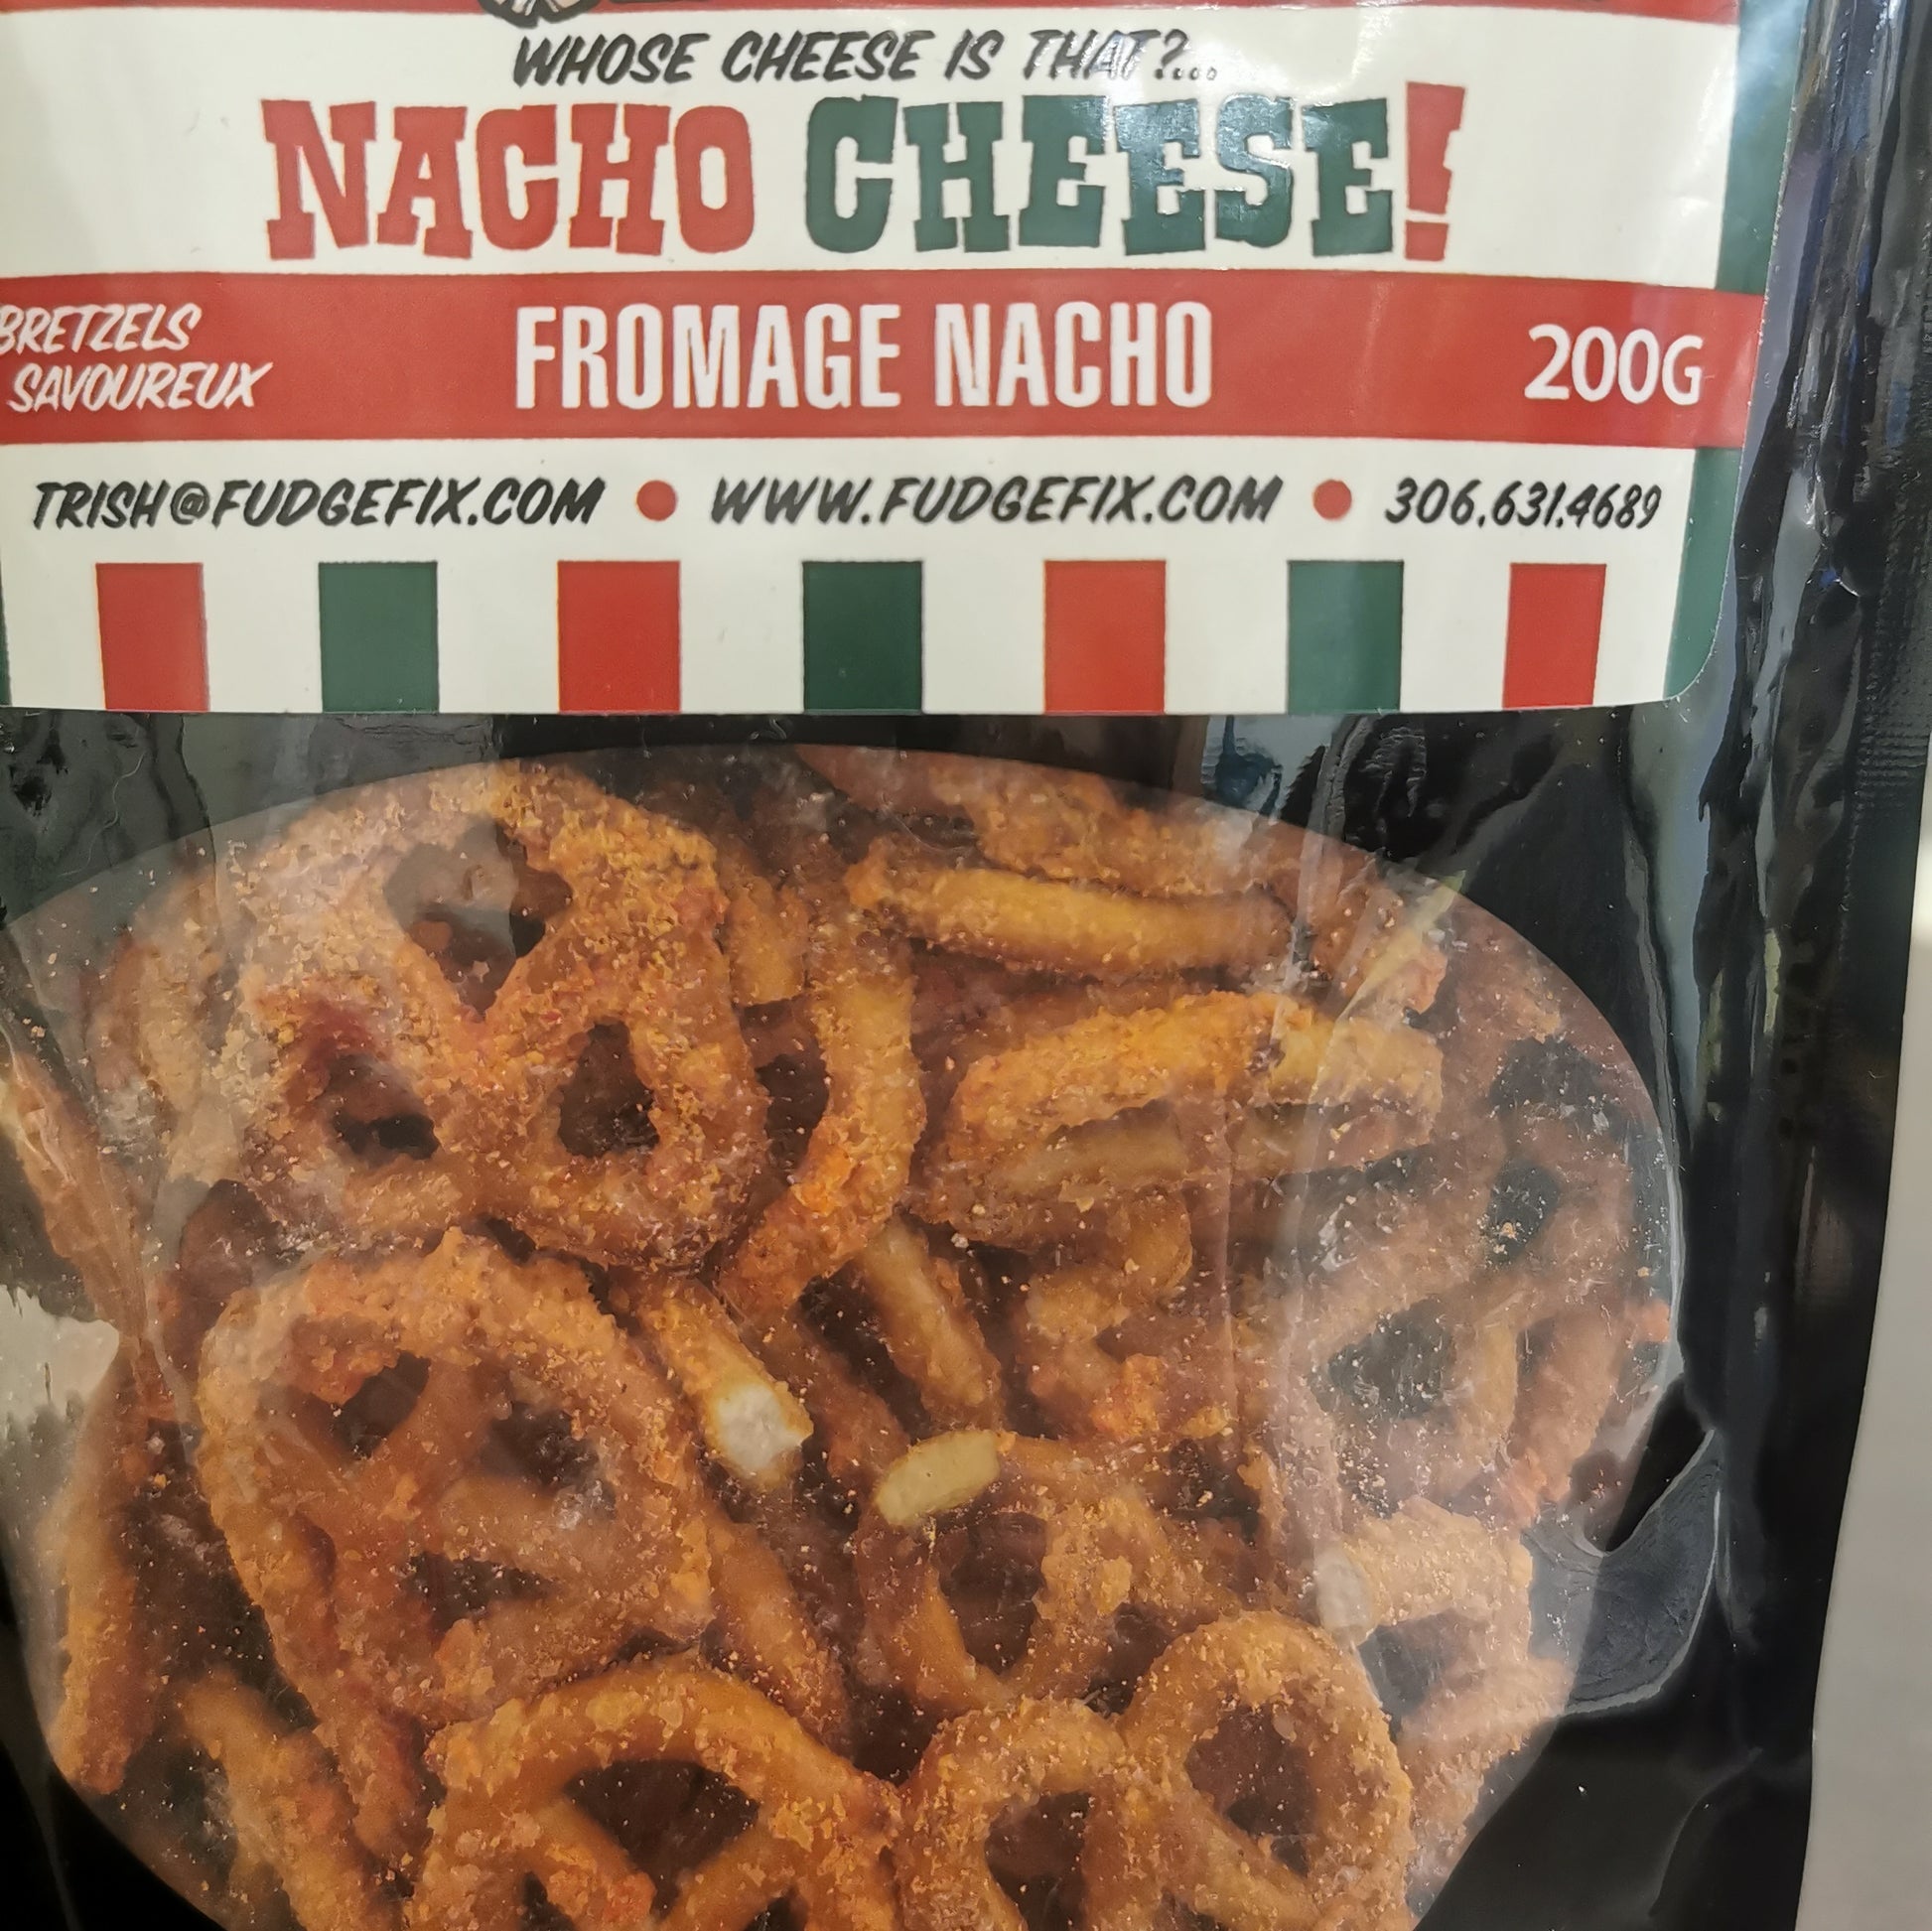 WHOSE CHEESE IS THAT?...
NACHO CHEESE!
BRETZELS
SAVOUREUX
FROMAGE NACHO
200G
TRISH@FUDGEFIX.COM • WWW.FUDGEFIX.COM • 306.631.4689